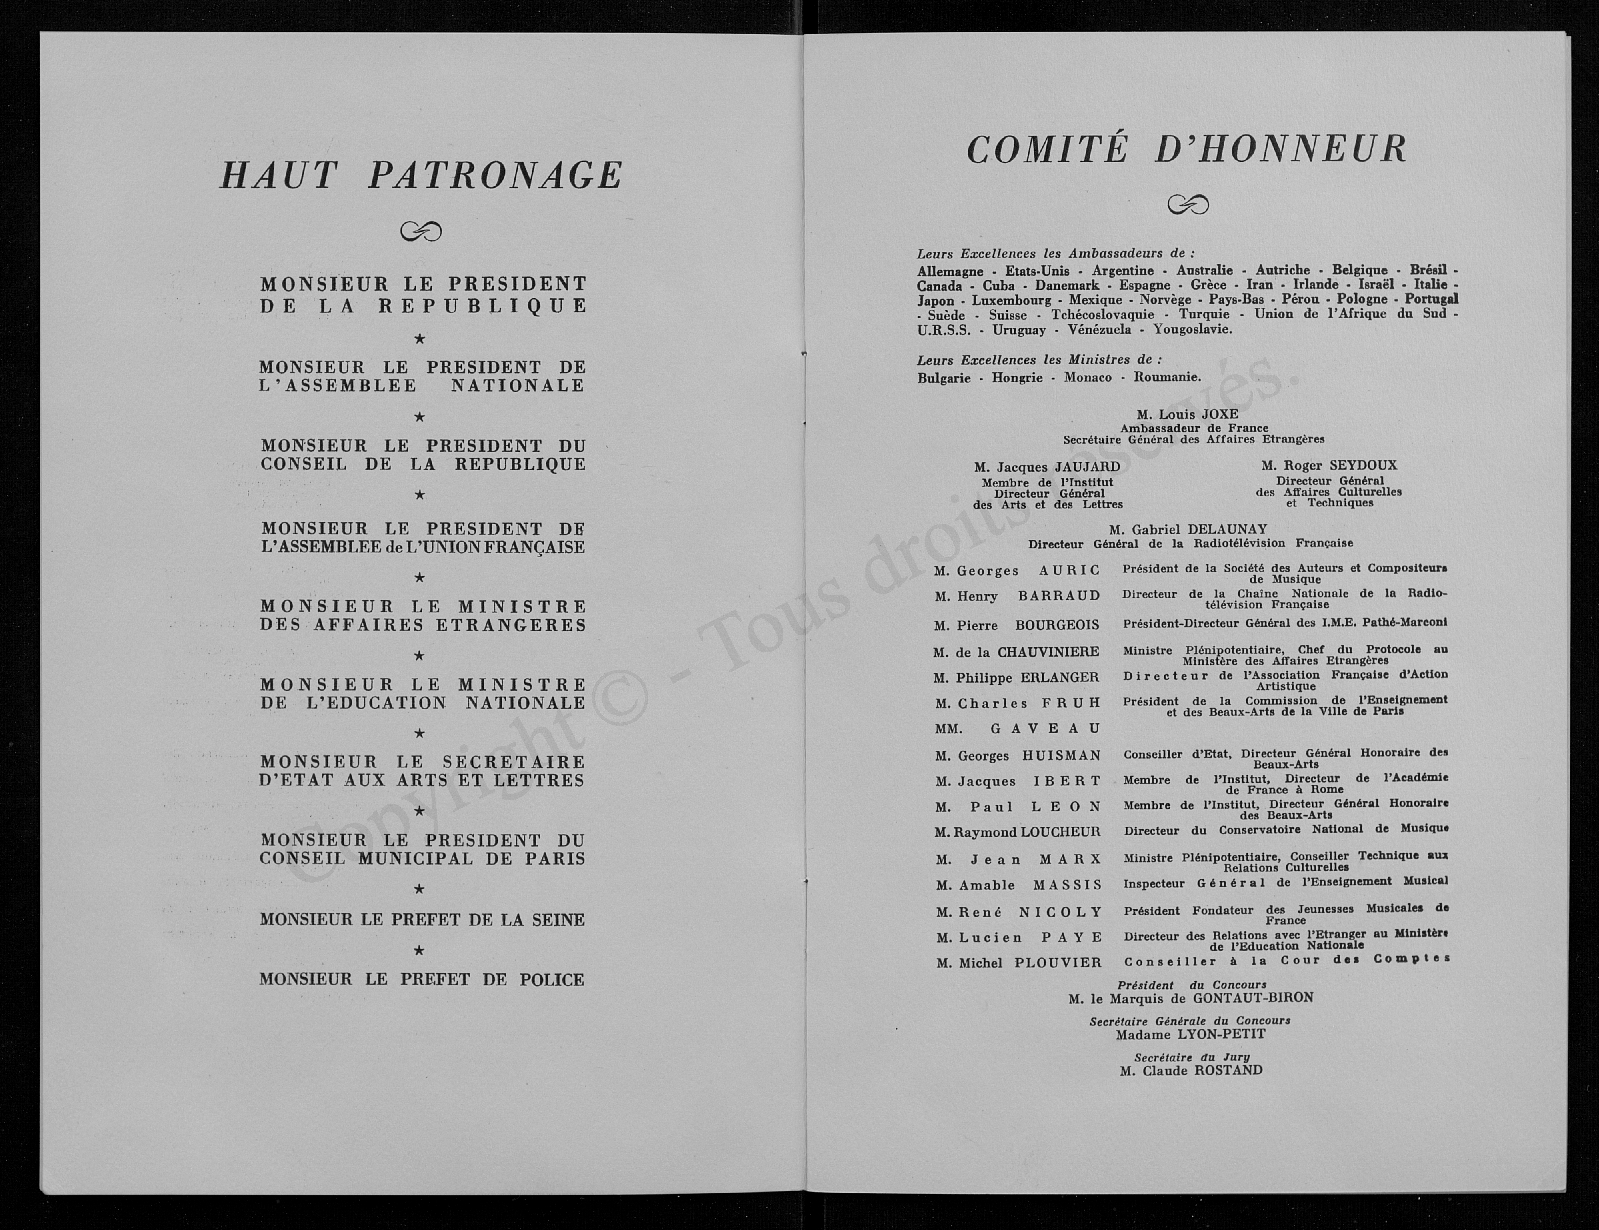 HAUT PATRONAGE
MONSIEUR LE PRESIDENT
DE LA REPUBLIQUE
★
MONSIEUR LE PRESIDENT DE
L'ASSEMBLEE NATIONALE
★
MONSIEUR LE PRESIDENT DU
CONSEIL DE LA REPUBLIQUE
★
MONSIEUR LE PRESIDENT DE
L'ASSEMBLEE de L'UNION FRANÇAISE
★
MONSIEUR LE MINISTRE
DES AFFAIRES ETRANGERES
★
MONSIEUR LE MINISTRE
DE L'EDUCATION NATIONALE
★
MONSIEUR LE SECRETAIRE
D'ETAT AUX ARTS ET LETTRES
★
MONSIEUR LE PRESIDENT DU
CONSEIL MUNICIPAL DE PARIS
★
MONSIEUR LE PREFET DE LA SEINE
★
MONSIEUR LE PREFET DE POLICE
COMITÉ D'HONNEUR
Leurs Excellences les Ambassadeurs de :
Allemagne - Etats-Unis - Argentine - Australie - Autriche - Belgique - Brésil -
Canada - Cuba - Danemark - Espagne - Grèce - Iran - Irlande - Israël - Italie -
Japon - Luxembourg - Mexique - Norvège - Pays-Bas - Pérou - Pologne - Portugal
- Suède - Suisse - Tchécoslovaquie - Turquie - Union de l'Afrique du Sud -
U.R.S.S. - Uruguay - Vénézuela - Yougoslavie.
Leurs Excellences les Ministres de :
Bulgarie - Hongrie - Monaco - Roumanie.
M. Louis JOXE
Ambassadeur de France
Secrétaire Général des Affaires Etrangères
M. Jacques JAUJARD
Membre de l'Institut
Directeur Général
des Arts et des Lettres
M. Roger SEYDOUX
Directeur Général
des Affaires Culturelles
et Techniques
M. Gabriel DELAUNAY
Directeur Général de la Radiotélévision Française
M. Georges AURIC Président de la Société des Auteurs et Compositeurs
de Musique
M. Henry BARRAUD Directeur de la Chaîne Nationale de la Radio-
télévision Française
M. Pierre BOURGEOIS Président-Directeur Général des I.M.E. Pathé-Marconi
M. de la CHAUVINIERE Ministre Plénipotentiaire, Chef du Protocole au
Ministère des Affaires Etrangères
M. Philippe ERLANGER Directeur de l'Association Française d'Action
Artistique
M. Charles FRUH Président de la Commission de l'Enseignement
et des Beaux-Arts de la Ville de Paris
MM. GAVEAU
M. Georges HUISMAN Conseiller d'Etat, Directeur Général Honoraire des
Beaux-Arts
M. Jacques IBERT Membre de l'Institut, Directeur de l'Académie
de France à Rome
M. Paul LEON Membre de l'Institut, Directeur Général Honoraire
des Beaux-Arts
M. Raymond LOUCHEUR Directeur du Conservatoire National de Musique
M. Jean MARX Ministre Plénipotentiaire, Conseiller Technique aux
Relations Culturelles
M. Amable MASSIS Inspecteur Général de l'Enseignement Musical
M. René NICOLY Président Fondateur des Jeunesses Musicales de
France
M. Lucien PAYE Directeur des Relations avec l'Etranger au Ministère
de l'Education Nationale
M. Michel PLOUVIER Conseiller à la Cour des Comptes
Président du Concours
M. le Marquis de GONTAUT-BIRON
Secrétaire Générale du Concours
Madame LYON-PETIT
Secrétaire du Jury
M. Claude ROSTAND
Copyright © - Tous droits réservés.